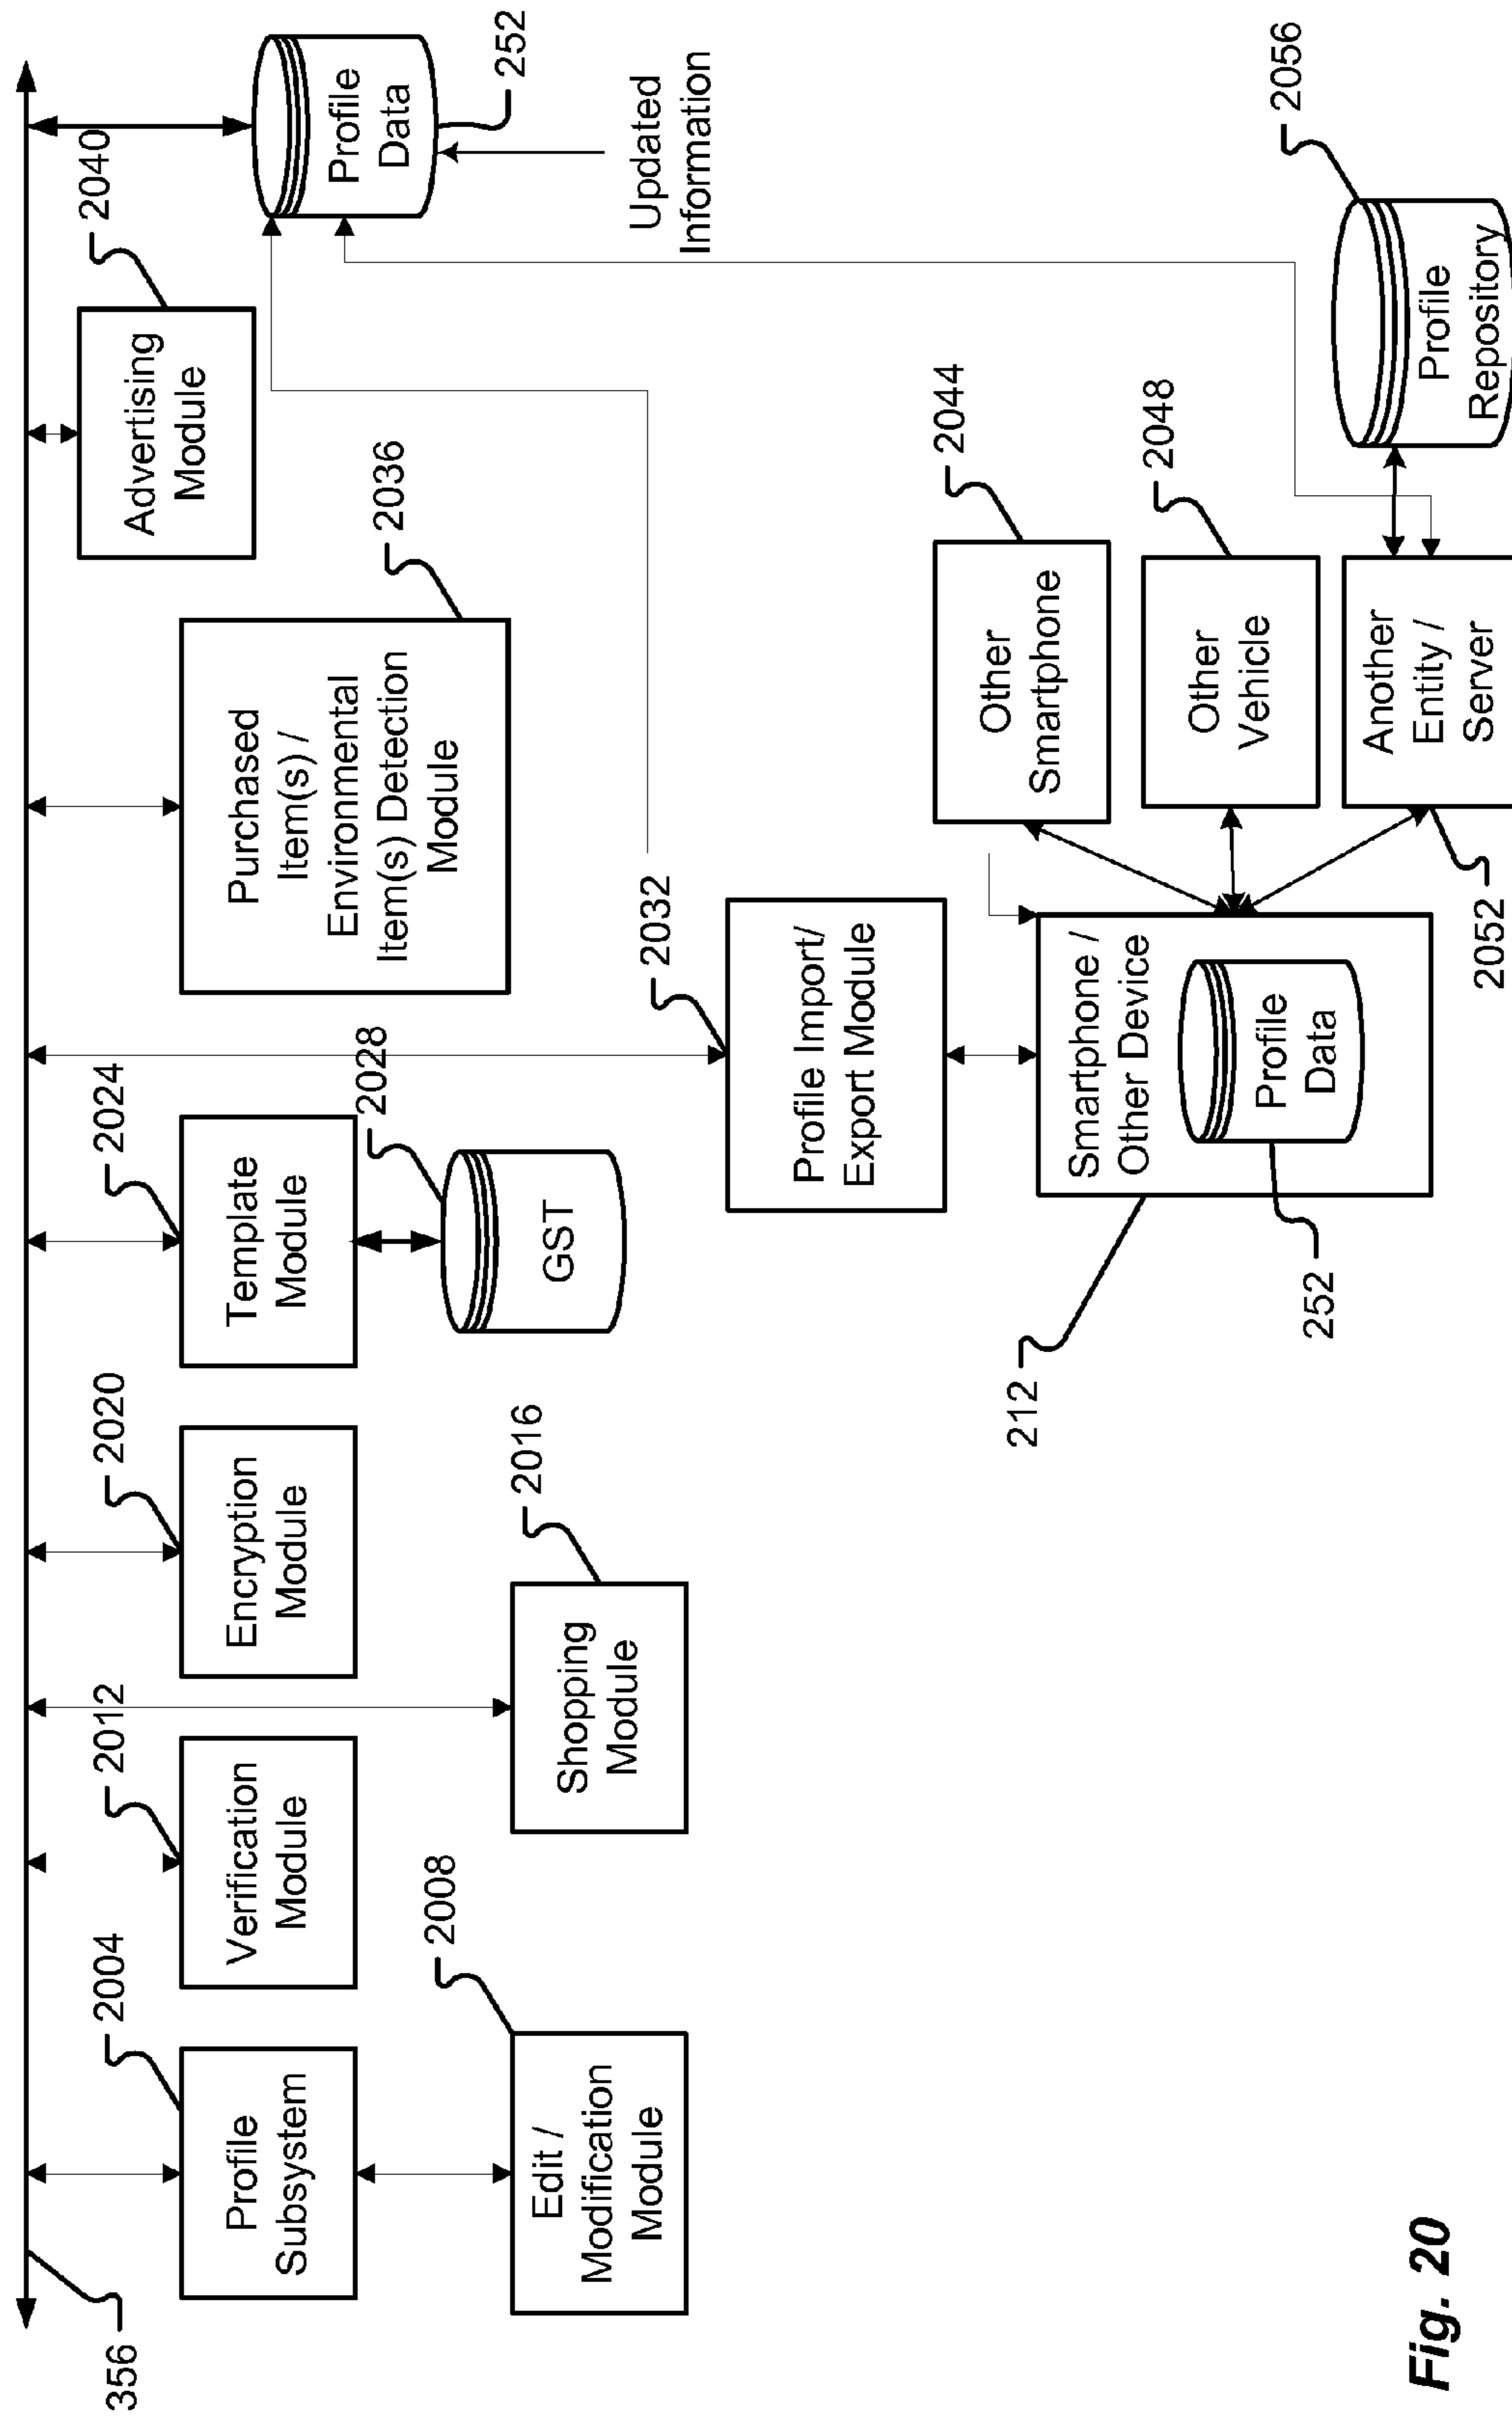 356
2004
Profile
Subsystem
2008
Edit /
Modification
Module
2012
Verification
Module
2016
Shopping
Module
2020
Encryption
Module
2024
Template
Module
2028
GST
2032
Profile Import/
Export Module
2036
Purchased
Item(s) /
Environmental
Item(s) Detection
Module
2040
Advertising
Module
252
Profile
Data
Updated
Information
212
Smartphone /
Other Device
Profile
Data
252
2044
Other
Smartphone
2048
Other
Vehicle
2052
Another
Entity /
Server
2056
Profile
Repository
Fig. 20